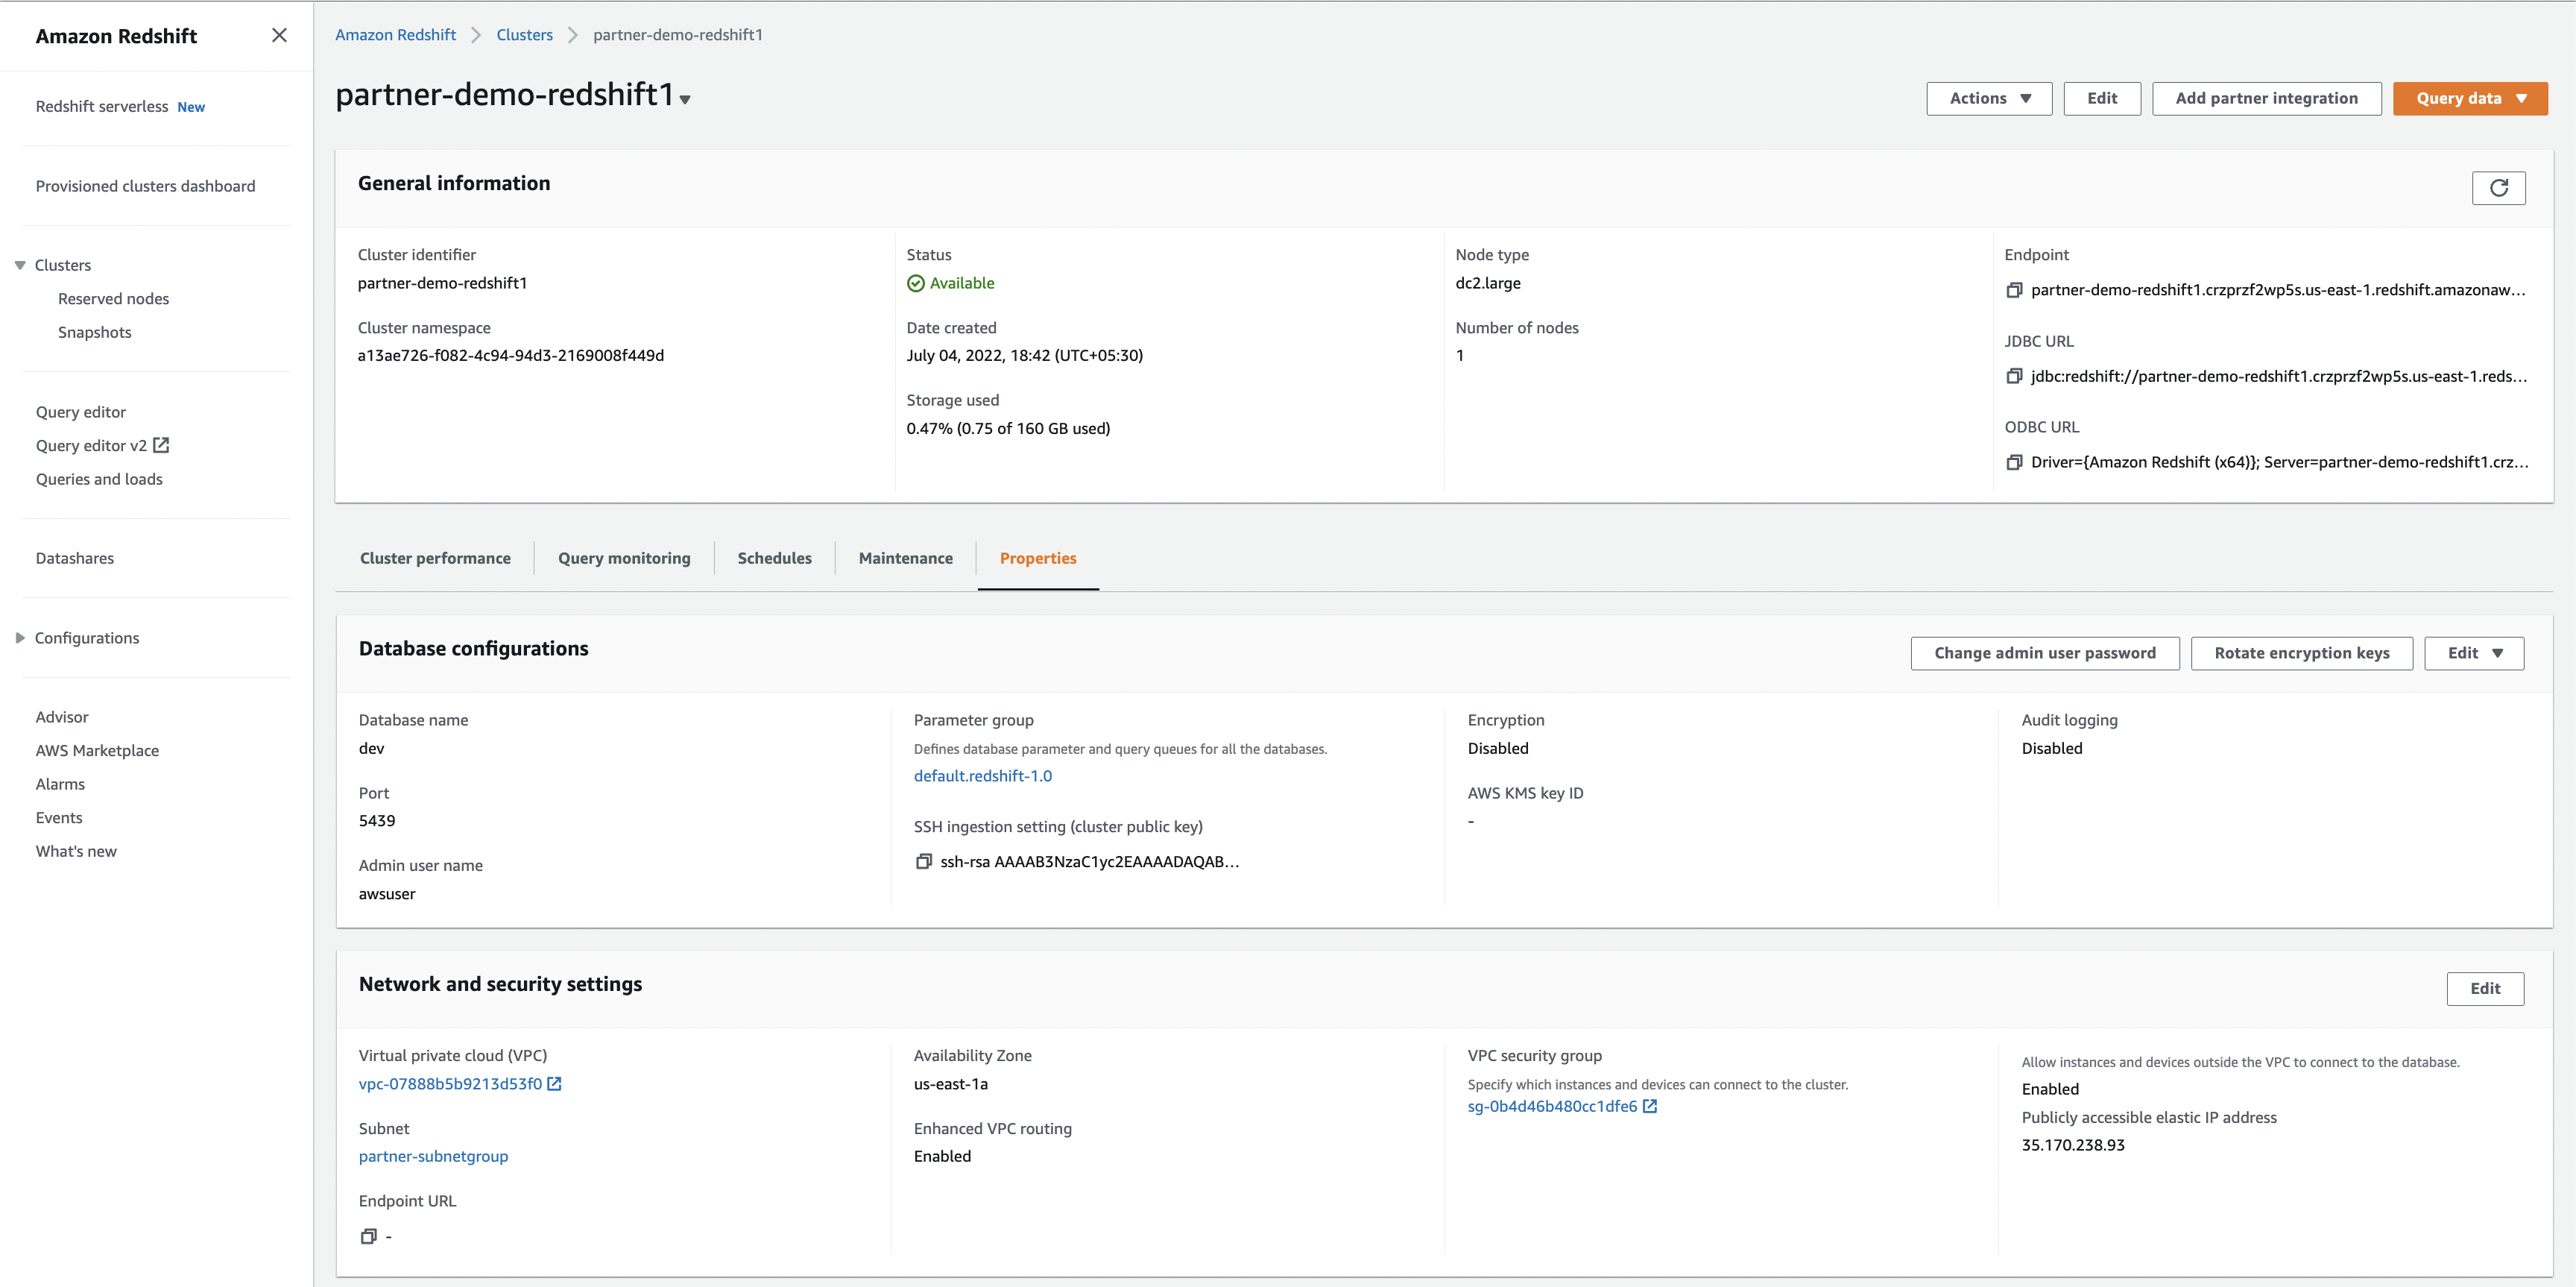 Amazon Redshift
Redshift serverless New
Provisioned clusters dashboard
Clusters
Reserved nodes
Snapshots
Query editor
Query editor v2
Queries and loads
Datashares
Configurations
Advisor
AWS Marketplace
Alarms
Events
What's new
Amazon Redshift Clusters partner-demo-redshift1
partner-demo-redshift1
Actions Edit Add partner integration Query data
General information
Cluster identifier
partner-demo-redshift1
Cluster namespace
a13ae726-f082-4c94-94d3-2169008f449d
Status
Available
Date created
July 04, 2022, 18:42 (UTC+05:30)
Storage used
0.47% (0.75 of 160 GB used)
Node type
dc2.large
Number of nodes
1
Endpoint
partner-demo-redshift1.crzprzf2wp5s.us-east-1.redshift.amazonaw...
JDBC URL
jdbc:redshift://partner-demo-redshift1.crzprzf2wp5s.us-east-1.reds...
ODBC URL
Driver={Amazon Redshift (x64)}; Server=partner-demo-redshift1.crz...
Cluster performance Query monitoring Schedules Maintenance Properties
Database configurations
Change admin user password Rotate encryption keys Edit
Database name
dev
Port
5439
Admin user name
awsuser
Parameter group
Defines database parameter and query queues for all the databases.
default.redshift-1.0
SSH ingestion setting (cluster public key)
ssh-rsa AAAAB3NzaC1yc2EAAAADAQAB...
Encryption
Disabled
AWS KMS key ID
-
Audit logging
Disabled
Network and security settings
Edit
Virtual private cloud (VPC)
vpc-07888b5b9213d53f0
Subnet
partner-subnetgroup
Endpoint URL
-
Availability Zone
us-east-1a
Enhanced VPC routing
Enabled
VPC security group
Specify which instances and devices can connect to the cluster.
sg-0b4d46b480cc1dfe6
Allow instances and devices outside the VPC to connect to the database.
Enabled
Publicly accessible elastic IP address
35.170.238.93